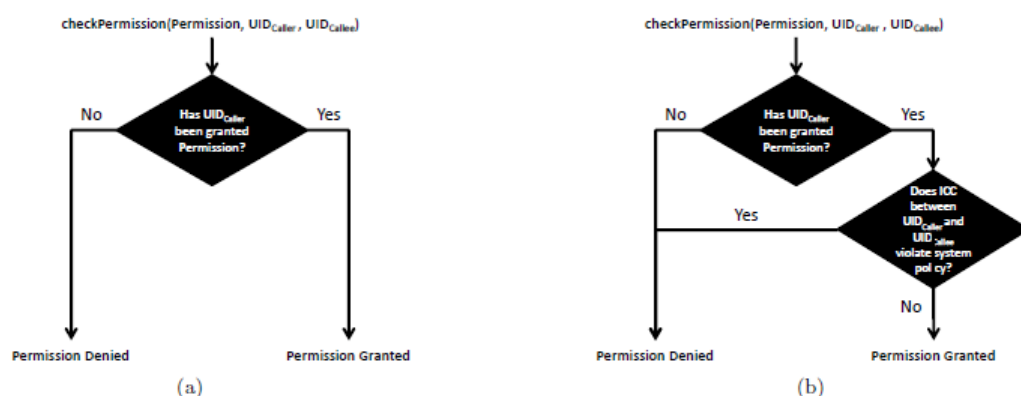 checkPermission(Permission, UIDCaller , UIDCallee)
No
Has UIDCaller
been granted
Permission?
Yes
Permission Denied
Permission Granted
(a)
checkPermission(Permission, UIDCaller , UIDCallee)
No
Has UIDCaller
been granted
Permission?
Yes
Does ICC
between
UIDCaller and
UIDCallee
violate system
policy?
Yes
No
Permission Denied
Permission Granted
(b)